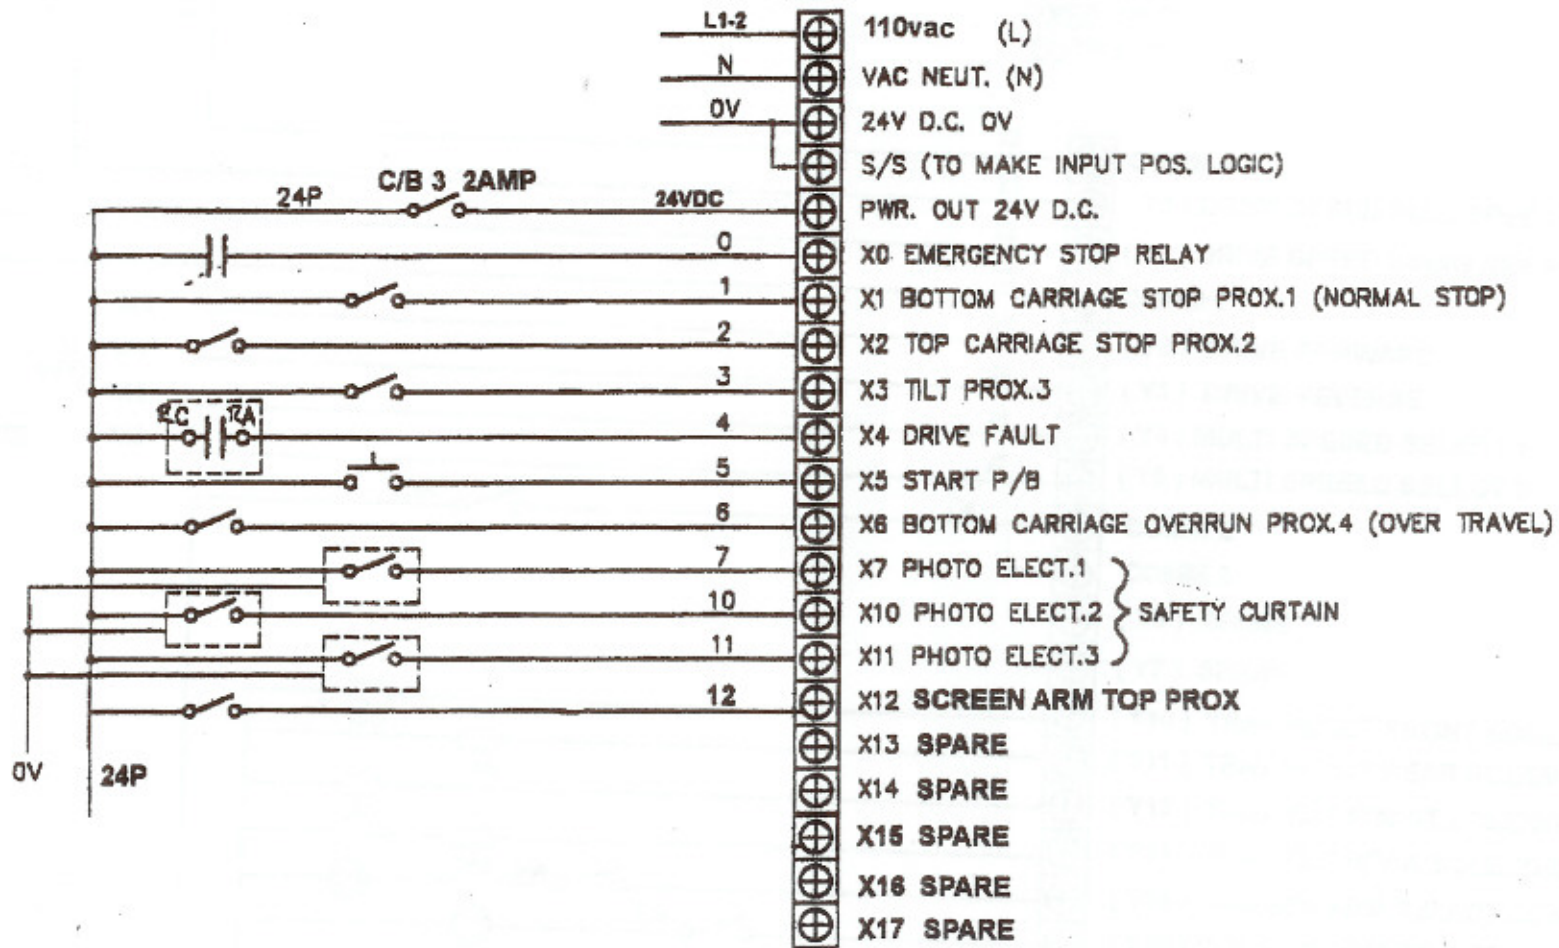 L1-2 110vac (L)
N VAC NEUT. (N)
0V 24V D.C. 0V
S/S (TO MAKE INPUT POS. LOGIC)
24P C/B 3 2AMP 24VDC PWR. OUT 24V D.C.
0 X0 EMERGENCY STOP RELAY
1 X1 BOTTOM CARRIAGE STOP PROX.1 (NORMAL STOP)
2 X2 TOP CARRIAGE STOP PROX.2
3 X3 TILT PROX.3
4 X4 DRIVE FAULT
5 X5 START P/B
6 X6 BOTTOM CARRIAGE OVERRUN PROX.4 (OVER TRAVEL)
7 X7 PHOTO ELECT.1
10 X10 PHOTO ELECT.2 SAFETY CURTAIN
11 X11 PHOTO ELECT.3
12 X12 SCREEN ARM TOP PROX
X13 SPARE
0V 24P
X14 SPARE
X15 SPARE
X16 SPARE
X17 SPARE